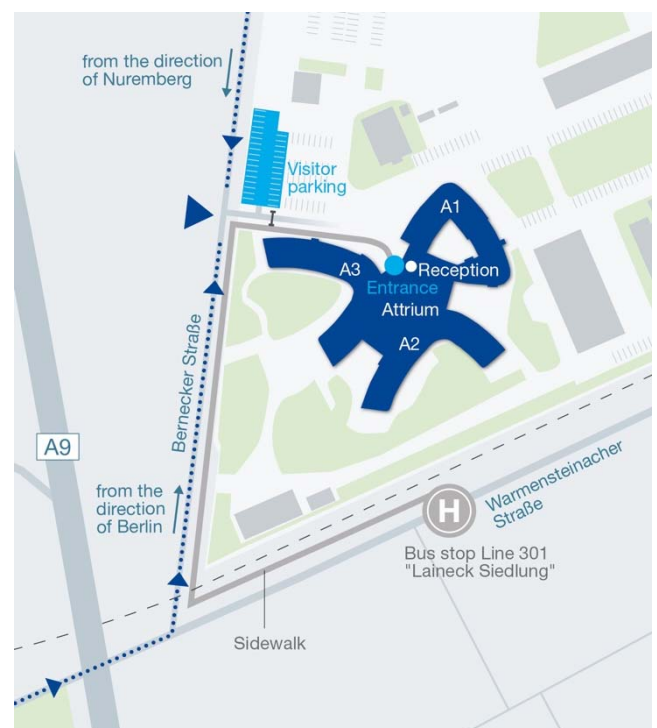 from the direction
of Nuremberg
Visitor
parking
A1
A3
Reception
Entrance
Attrium
A2
Bernecker Straße
A9
from the
direction
of Berlin
H
Warmensteinacher
Straße
Bus stop Line 301
"Laineck Siedlung"
Sidewalk